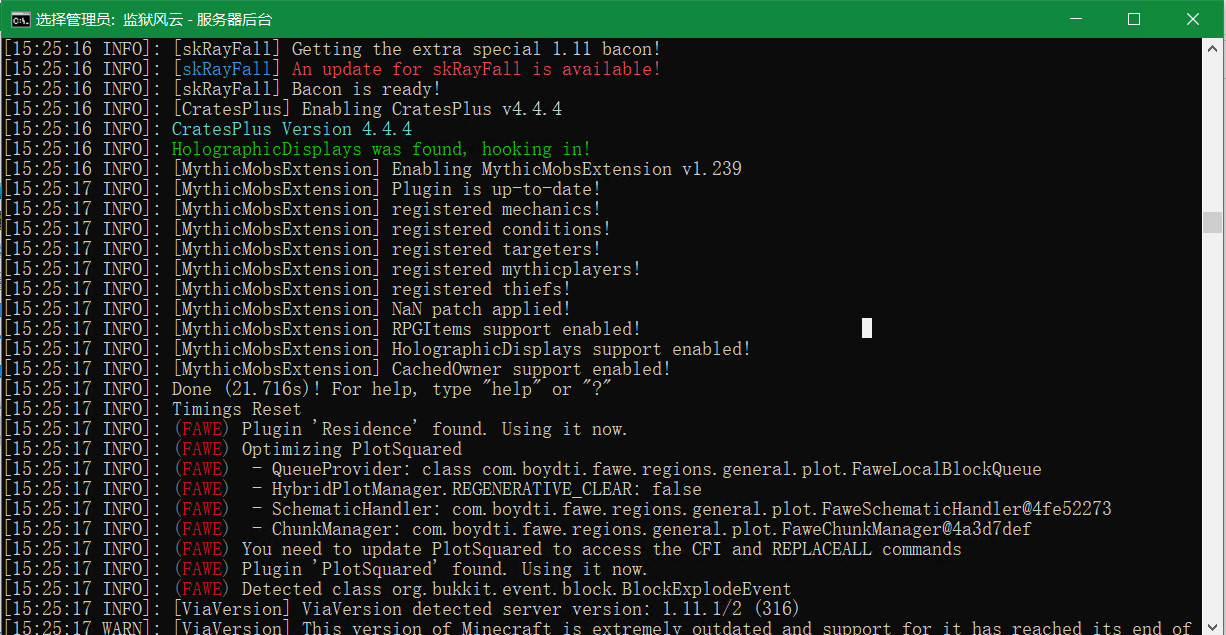 选择管理员: 监狱风云 - 服务器后台
[15:25:16 INFO]: [skRayFall] Getting the extra special 1.11 bacon!
[15:25:16 INFO]: [skRayFall] An update for skRayFall is available!
[15:25:16 INFO]: [skRayFall] Bacon is ready!
[15:25:16 INFO]: [CratesPlus] Enabling CratesPlus v4.4.4
[15:25:16 INFO]: CratesPlus Version 4.4.4
[15:25:16 INFO]: HolographicDisplays was found, hooking in!
[15:25:16 INFO]: [MythicMobsExtension] Enabling MythicMobsExtension v1.239
[15:25:17 INFO]: [MythicMobsExtension] Plugin is up-to-date!
[15:25:17 INFO]: [MythicMobsExtension] registered mechanics!
[15:25:17 INFO]: [MythicMobsExtension] registered conditions!
[15:25:17 INFO]: [MythicMobsExtension] registered targeters!
[15:25:17 INFO]: [MythicMobsExtension] registered mythicplayers!
[15:25:17 INFO]: [MythicMobsExtension] registered thiefs!
[15:25:17 INFO]: [MythicMobsExtension] NaN patch applied!
[15:25:17 INFO]: [MythicMobsExtension] RPGItems support enabled!
[15:25:17 INFO]: [MythicMobsExtension] HolographicDisplays support enabled!
[15:25:17 INFO]: [MythicMobsExtension] CachedOwner support enabled!
[15:25:17 INFO]: Done (21.716s)! For help, type "help" or "?"
[15:25:17 INFO]: Timings Reset
[15:25:17 INFO]: (FAWE) Plugin 'Residence' found. Using it now.
[15:25:17 INFO]: (FAWE) Optimizing PlotSquared
[15:25:17 INFO]: (FAWE)  - QueueProvider: class com.boydti.fawe.regions.general.plot.FaweLocalBlockQueue
[15:25:17 INFO]: (FAWE)  - HybridPlotManager.REGENERATIVE_CLEAR: false
[15:25:17 INFO]: (FAWE)  - SchematicHandler: com.boydti.fawe.regions.general.plot.FaweSchematicHandler@4fe52273
[15:25:17 INFO]: (FAWE)  - ChunkManager: com.boydti.fawe.regions.general.plot.FaweChunkManager@4a3d7def
[15:25:17 INFO]: (FAWE) You need to update PlotSquared to access the CFI and REPLACEALL commands
[15:25:17 INFO]: (FAWE) Plugin 'PlotSquared' found. Using it now.
[15:25:17 INFO]: (FAWE) Detected class org.bukkit.event.block.BlockExplodeEvent
[15:25:17 INFO]: [ViaVersion] ViaVersion detected server version: 1.11.1/2 (316)
[15:25:17 WARN]: [ViaVersion] This version of Minecraft is extremely outdated and support for it has reached its end of